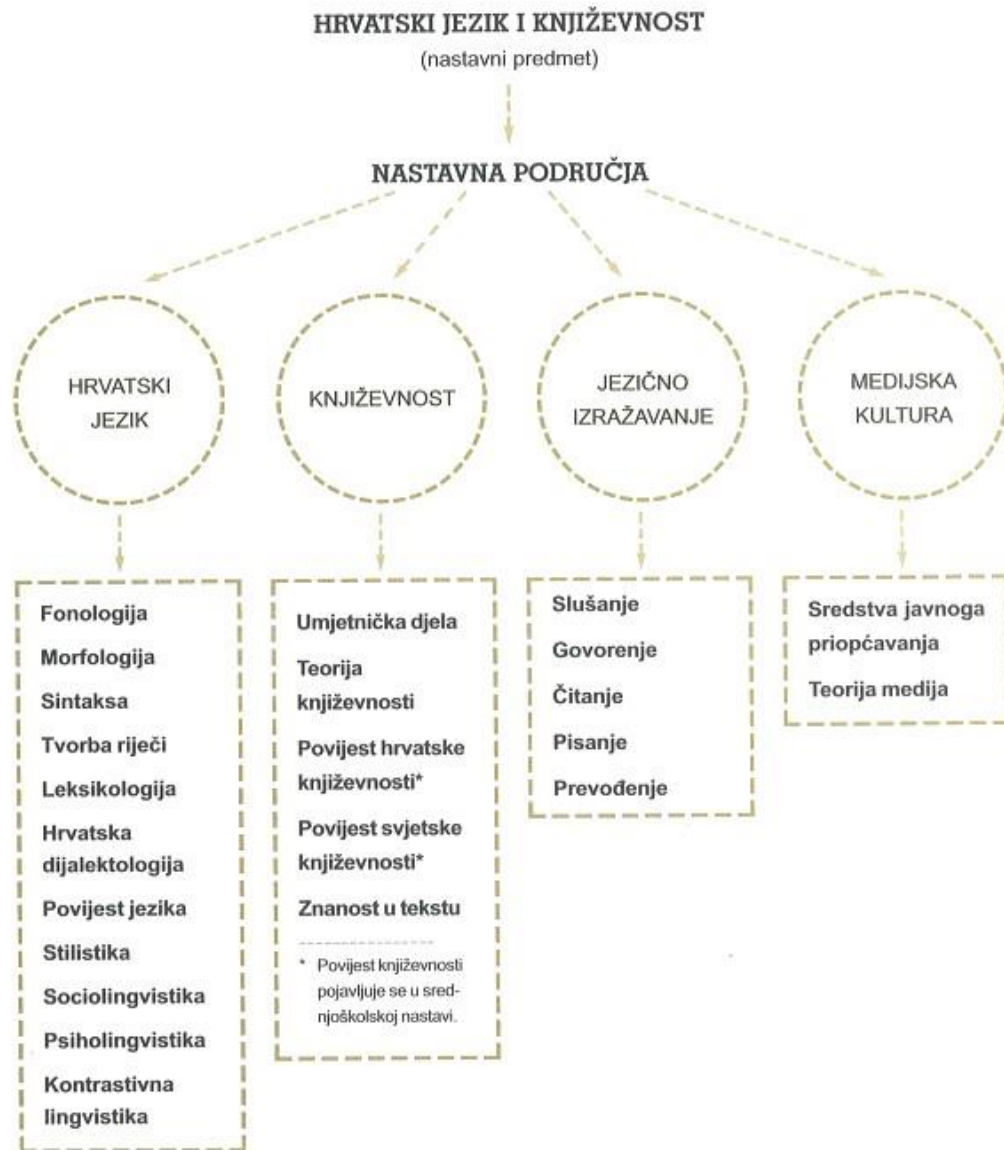 HRVATSKI JEZIK I KNJIŽEVNOST
(nastavni predmet)
NASTAVNA PODRUČJA
HRVATSKI
JEZIK
KNJIŽEVNOST
JEZIČNO
IZRAŽAVANJE
MEDIJSKA
KULTURA
Fonologija
Morfologija
Sintaksa
Tvorba riječi
Leksikologija
Hrvatska
dijalektologija
Povijest jezika
Stilistika
Sociolingvistika
Psiholingvistika
Kontrastivna
lingvistika
Umjetnička djela
Teorija
književnosti
Povijest hrvatske
književnosti*
Povijest svjetske
književnosti*
Znanost u tekstu
* Povijest književnosti
pojavljuje se u sred-
njoškolskoj nastavi.
Slušanje
Govorenje
Čitanje
Pisanje
Prevođenje
Sredstva javnoga
priopćavanja
Teorija medija